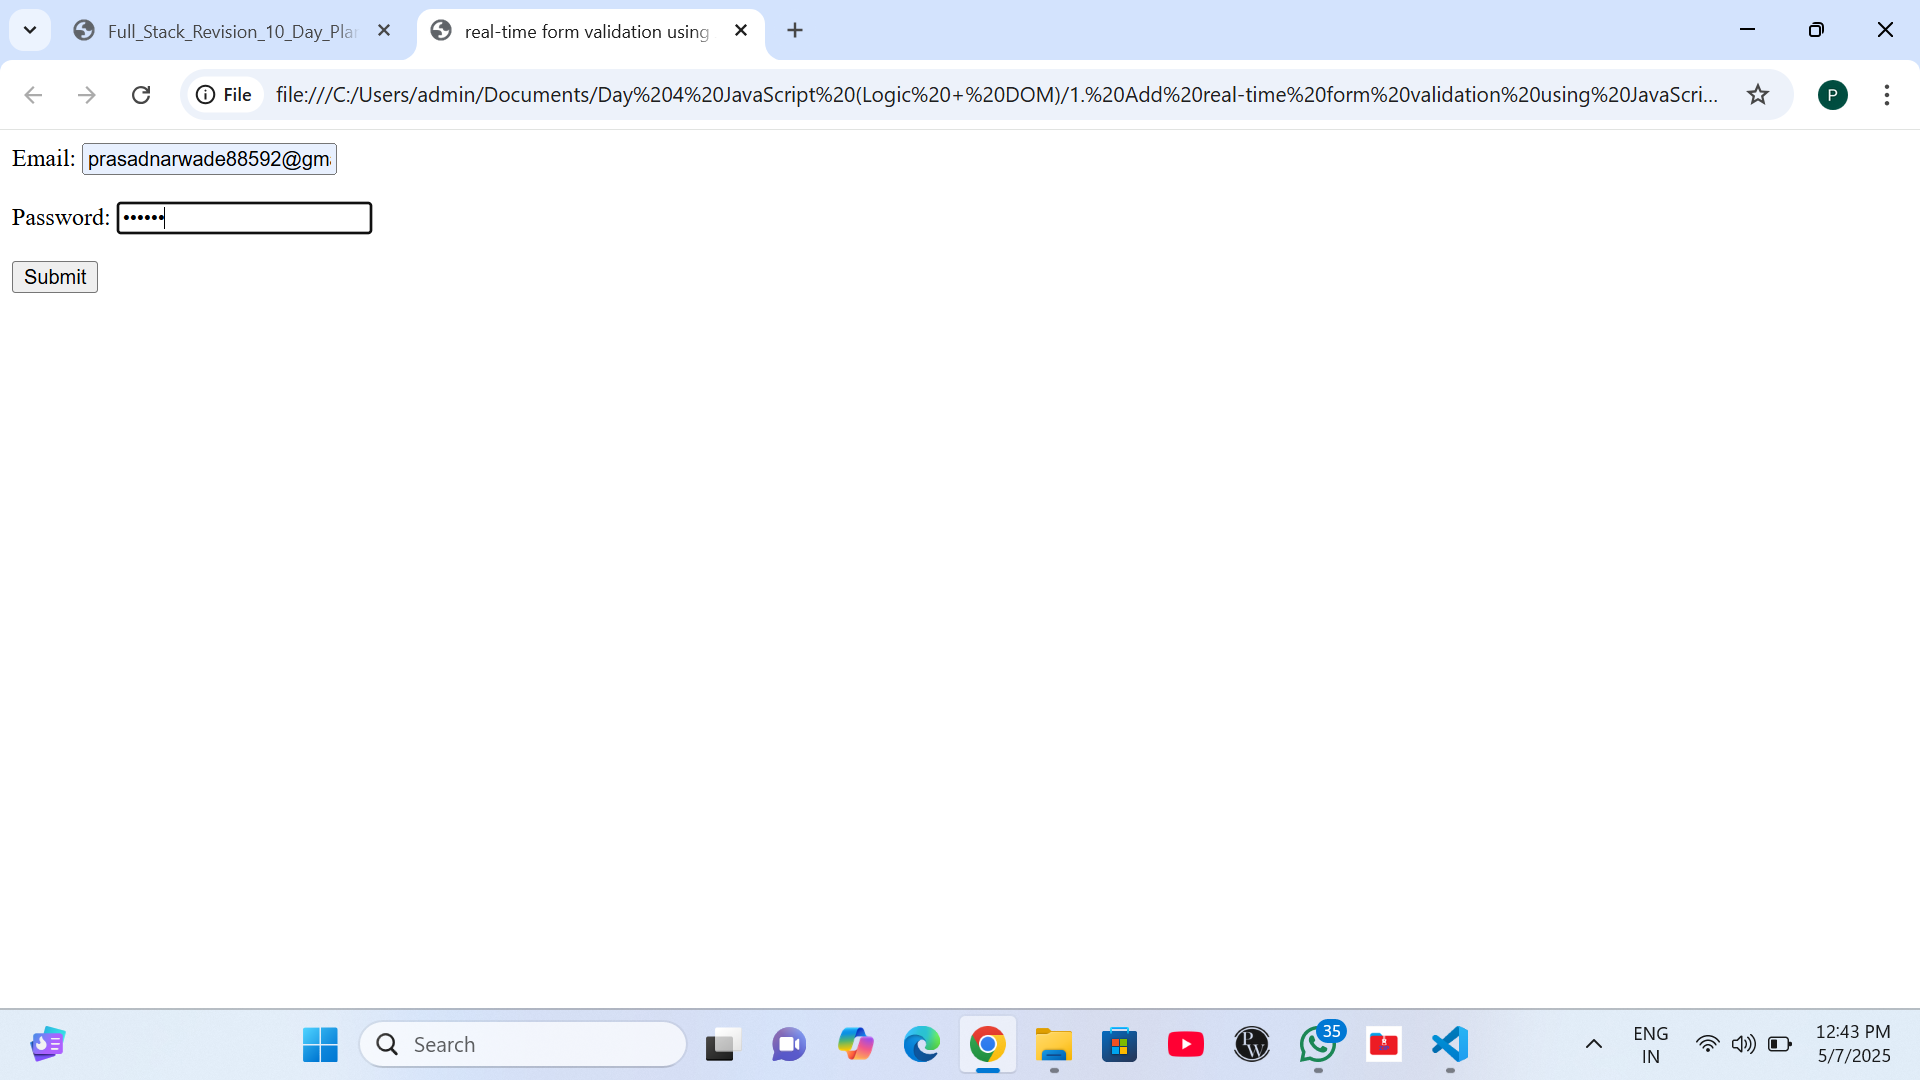 Full_Stack_Revision_10_Day_Pla
real-time form validation using
File
file:///C:/Users/admin/Documents/Day%204%20JavaScript%20(Logic%20+%20DOM)/1.%20Add%20real-time%20form%20validation%20using%20JavaScri...
P
Email: prasadnarwade88592@gm
Password: ••••••
Submit
Search
PW
35
ENG
IN
12:43 PM
5/7/2025